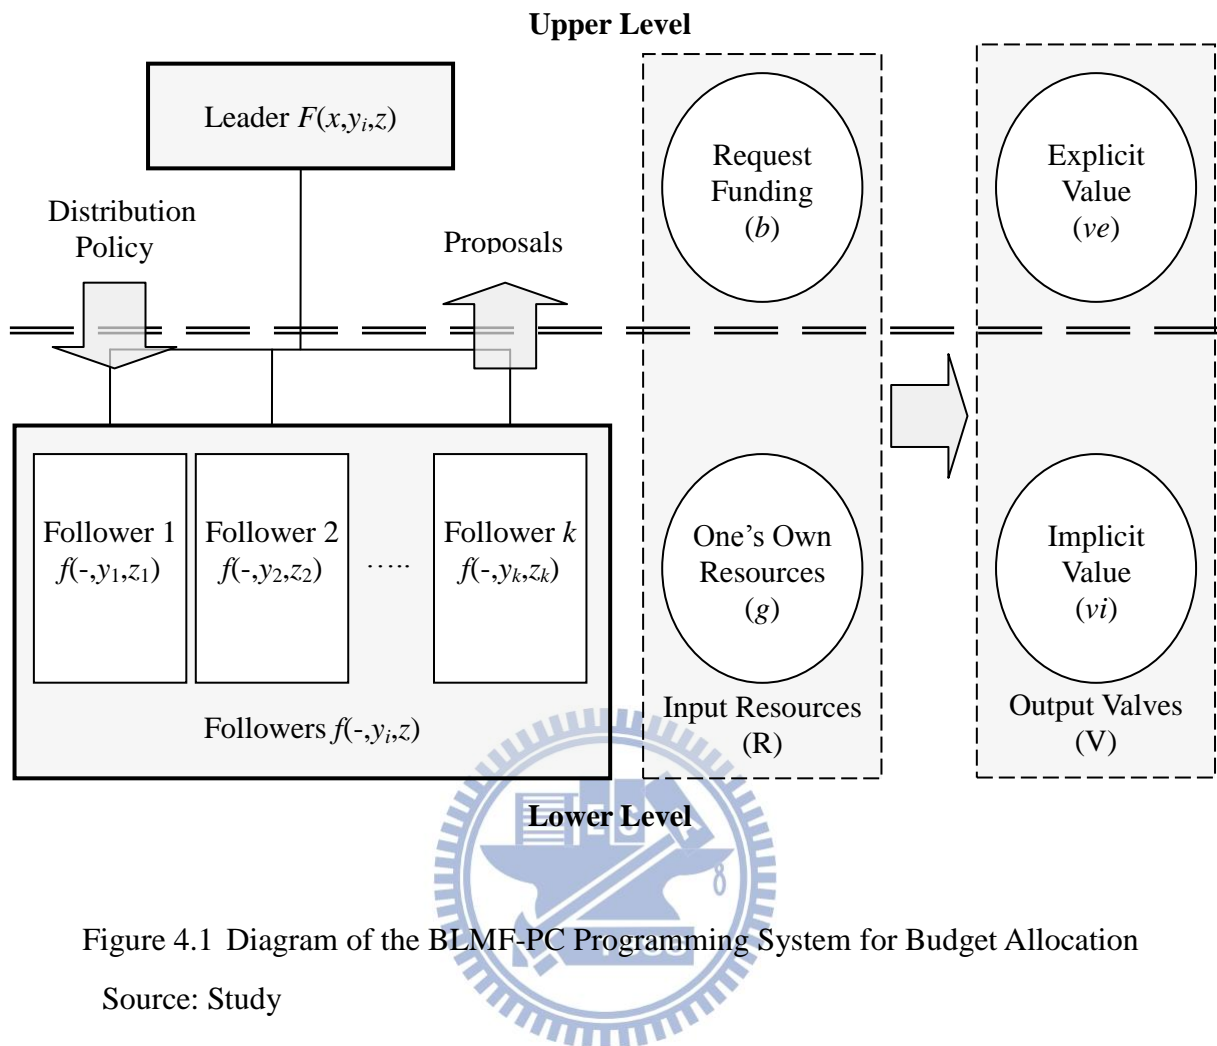 Upper Level
Leader F(x,yi,z)
Distribution
Policy
Proposals
Request
Funding
(b)
Explicit
Value
(ve)
Follower 1
f(-,y1,z1)
Follower 2
f(-,y2,z2)
.....
Follower k
f(-,yk,zk)
Followers f(-,yi,z)
One's Own
Resources
(g)
Input Resources
(R)
Implicit
Value
(vi)
Output Valves
(V)
Lower Level
Figure 4.1 Diagram of the BLMF-PC Programming System for Budget Allocation
Source: Study